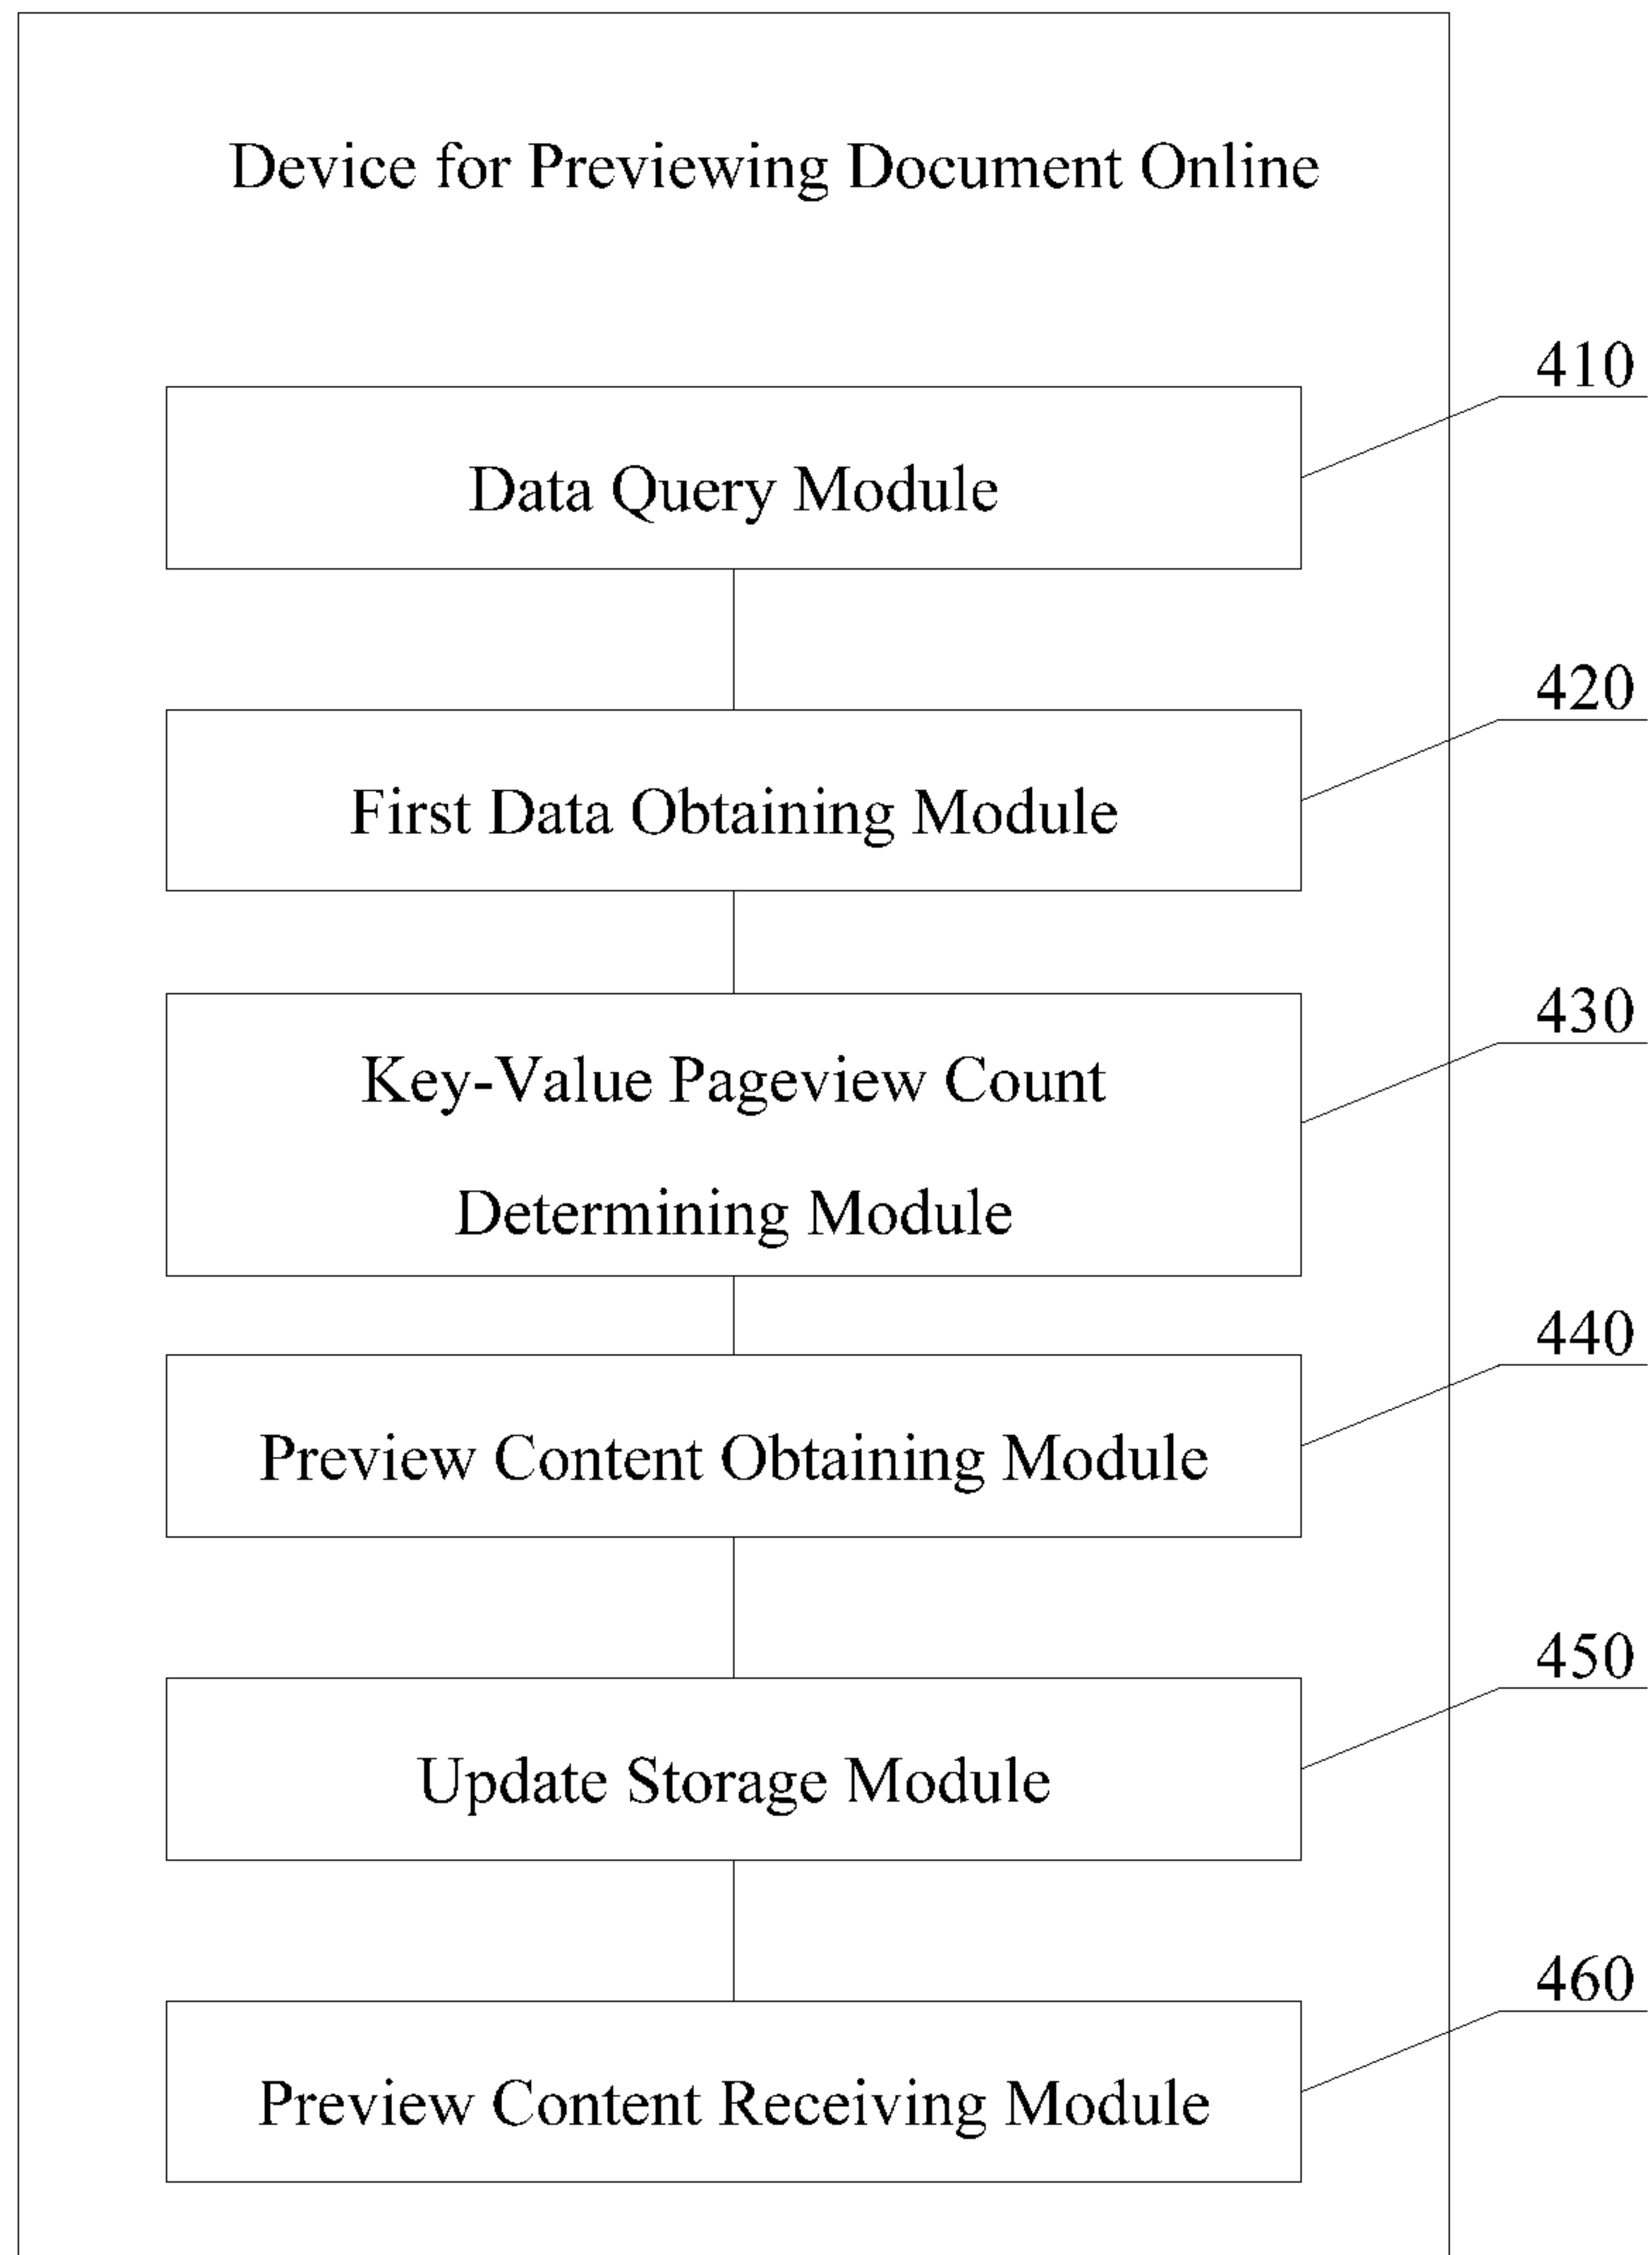 Device for Previewing Document Online
410
Data Query Module
420
First Data Obtaining Module
430
Key-Value Pageview Count
Determining Module
440
Preview Content Obtaining Module
450
Update Storage Module
460
Preview Content Receiving Module